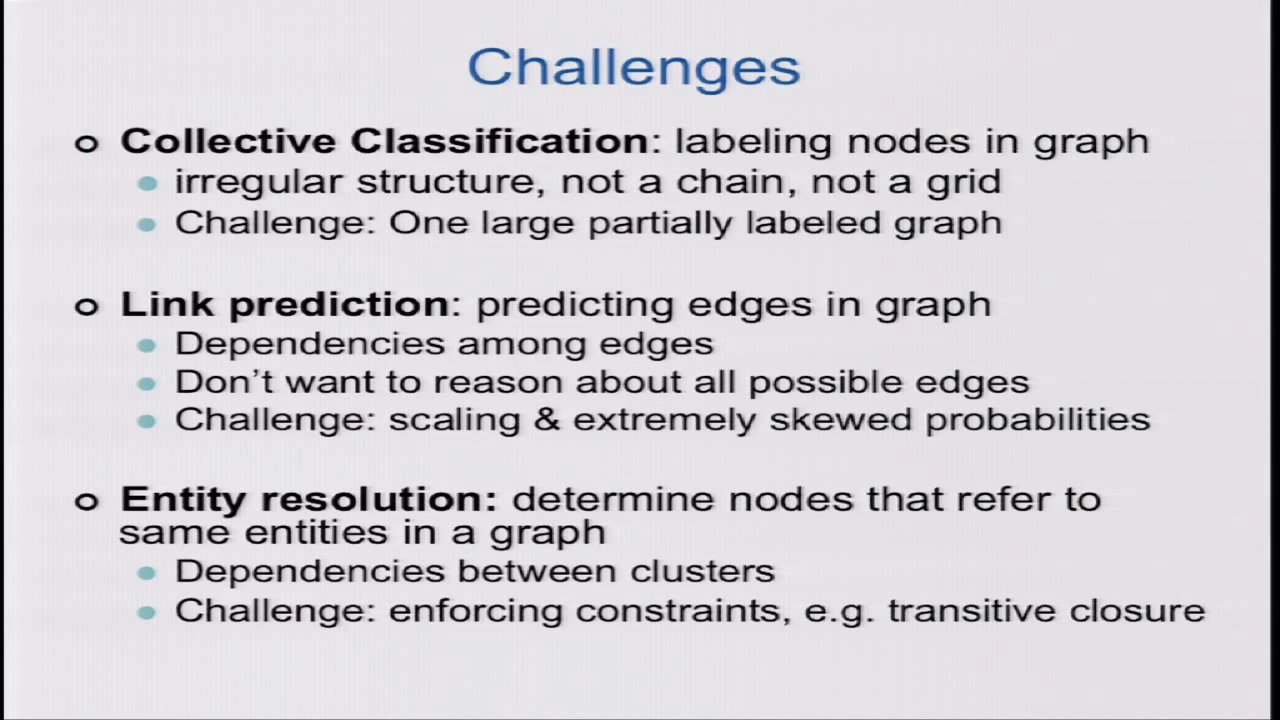 Challenges
o Collective Classification: labeling nodes in graph
• irregular structure, not a chain, not a grid
• Challenge: One large partially labeled graph
o Link prediction: predicting edges in graph
• Dependencies among edges
• Don't want to reason about all possible edges
• Challenge: scaling & extremely skewed probabilities
o Entity resolution: determine nodes that refer to
same entities in a graph
• Dependencies between clusters
• Challenge: enforcing constraints, e.g. transitive closure